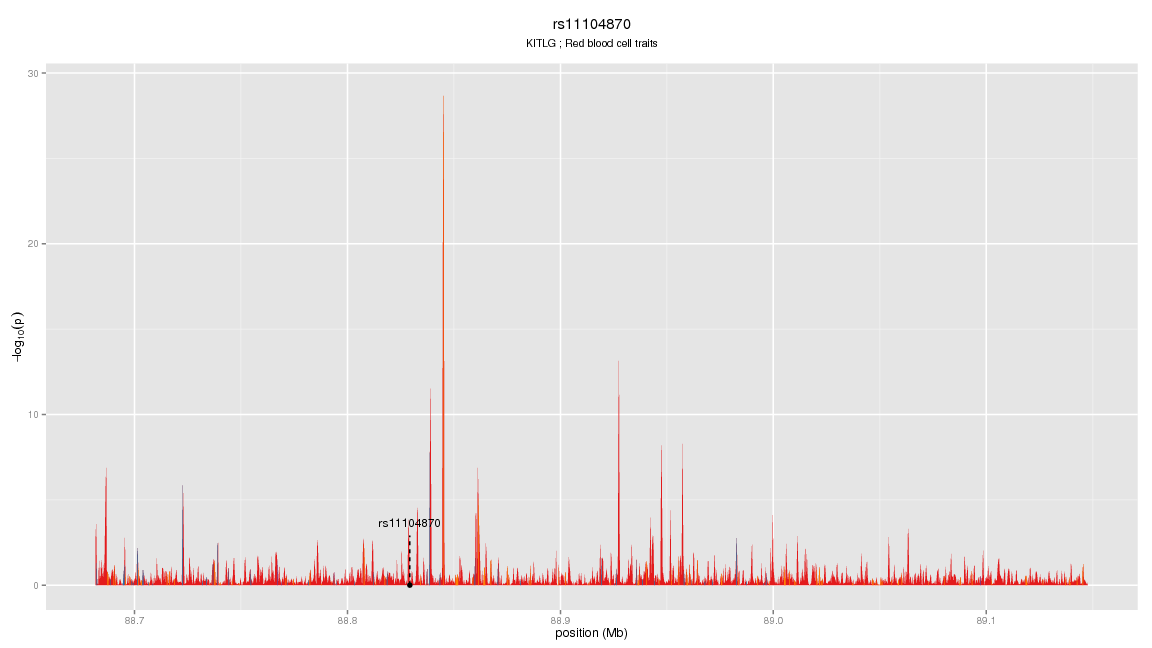 rs11104870
KITLG ; Red blood cell traits
30
20
10
0
−log10(p)
rs11104870
88.7
88.8
88.9
89.0
89.1
position (Mb)